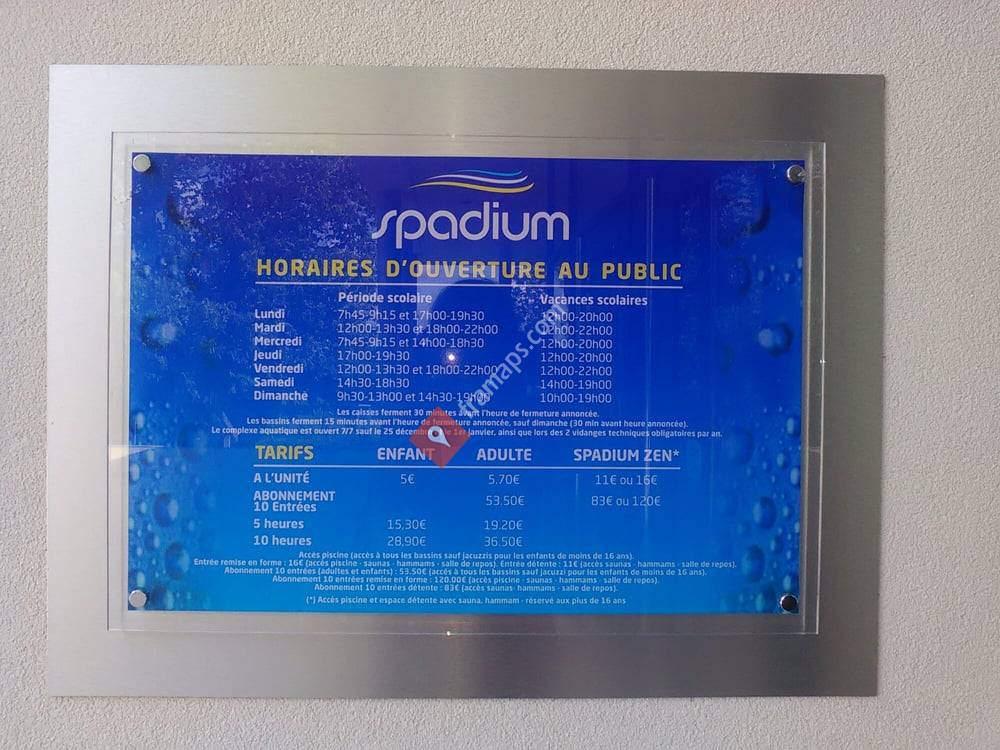 spadium
HORAIRES D'OUVERTURE AU PUBLIC
Période scolaire Vacances scolaires
Lundi 7h45-9h15 et 17h00-19h30 12h00-20h00
Mardi 12h00-13h30 et 18h00-22h00 12h00-22h00
Mercredi 7h45-9h15 et 14h00-18h30 12h00-20h00
Jeudi 17h00-19h30 12h00-20h00
Vendredi 12h00-13h30 et 18h00-22h00 12h00-22h00
Samedi 14h30-18h30 14h00-19h00
Dimanche 9h30-13h00 et 14h30-19h00 10h00-19h00
Les caisses ferment 30 minutes avant l'heure de fermeture annoncée.
Les bassins ferment 15 minutes avant l'heure de fermeture annoncée, sauf dimanche (30 min avant heure annoncée).
Le complexe aquatique est ouvert 7/7 sauf le 25 décembre, le 1er janvier, ainsi que lors des 2 vidanges techniques obligatoires par an.
TARIFS ENFANT ADULTE SPADIUM ZEN*
A L'UNITÉ 5€ 5.70€ 11€ ou 16€
ABONNEMENT
10 Entrées 53.50€ 83€ ou 120€
5 heures 15,30€ 19.20€
10 heures 28,90€ 36.50€
Accès piscine (accès à tous les bassins sauf jacuzzis pour les enfants de moins de 16 ans).
Entrée remise en forme : 16€ (accès piscine - saunas - hammams - salle de repos). Entrée détente : 11€ (accès saunas - hammams - salle de repos).
Abonnement 10 entrées (adultes et enfants) : 53.50€ (accès à tous les bassins sauf jacuzzi pour les enfants de moins de 16 ans).
Abonnement 10 entrées remise en forme : 120.00€ (accès piscine - saunas - hammams - salle de repos).
Abonnement 10 entrées détente : 83€ (accès saunas- hammams - salle de repos).
(*) Accès piscine et espace détente avec sauna, hammam - réservé aux plus de 16 ans
framaps.com